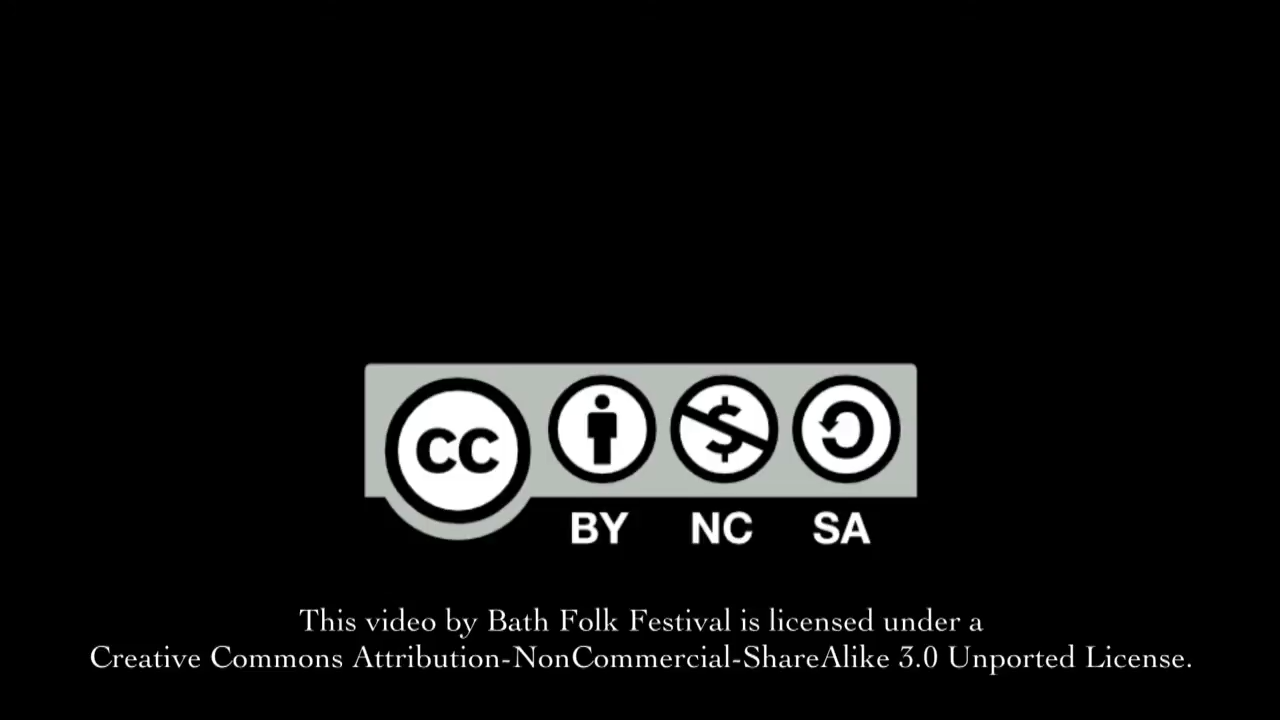 CC
BY NC SA
This video by Bath Folk Festival is licensed under a
Creative Commons Attribution-NonCommercial-ShareAlike 3.0 Unported License.